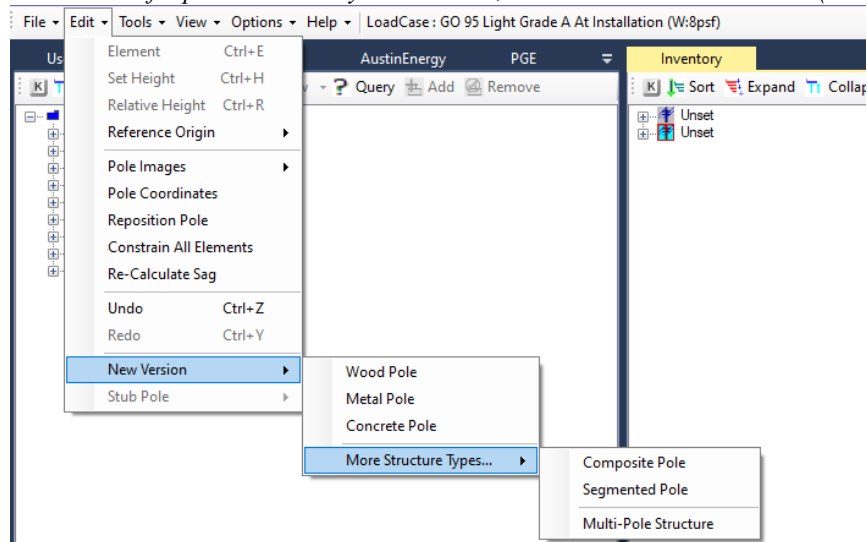 File Edit Tools View Options Help LoadCase : GO 95 Light Grade A At Installation (W:8psf)
Us AustinEnergy PGE Inventory
K Query Add Remove K Sort Expand Collap
Element Ctrl+E
Set Height Ctrl+H
Relative Height Ctrl+R
Reference Origin
Pole Images
Pole Coordinates
Reposition Pole
Constrain All Elements
Re-Calculate Sag
Undo Ctrl+Z
Redo Ctrl+Y
New Version
Stub Pole
Wood Pole
Metal Pole
Concrete Pole
More Structure Types...
Composite Pole
Segmented Pole
Multi-Pole Structure
Unset
Unset